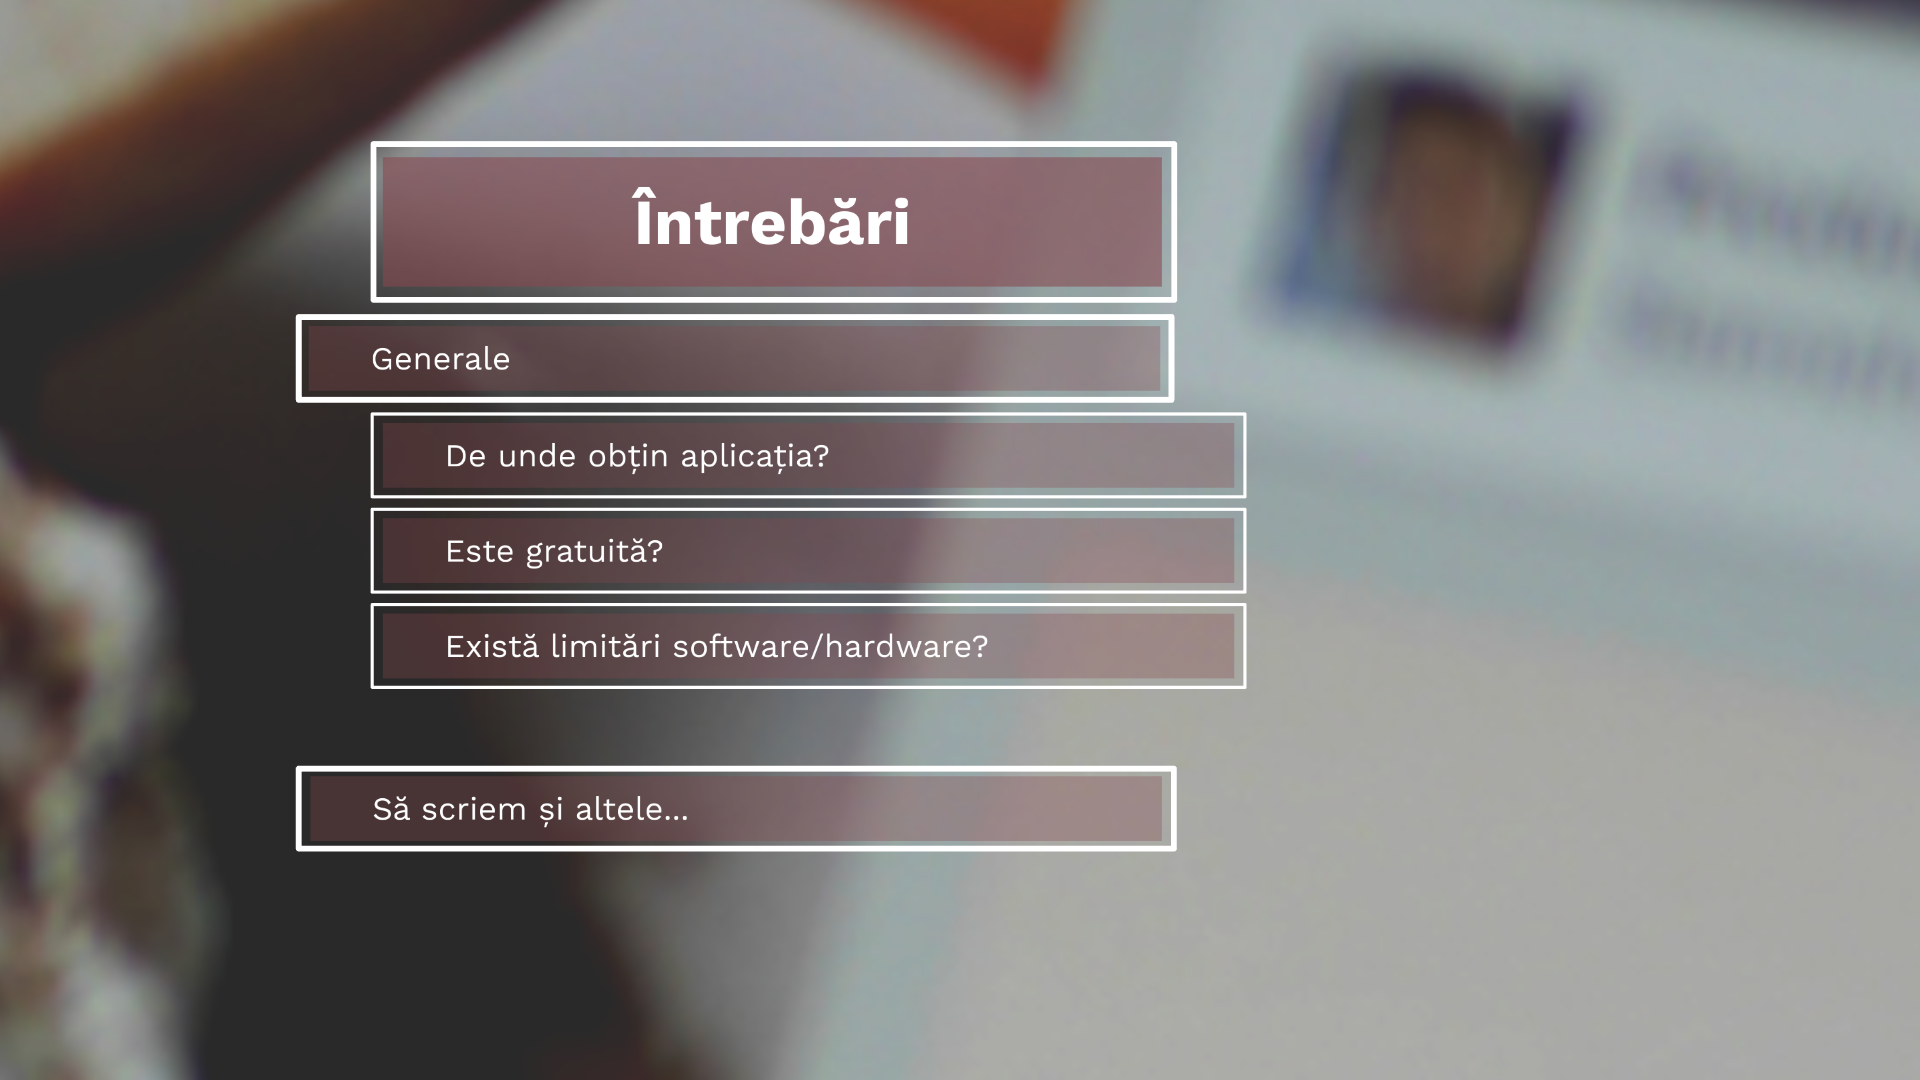 Întrebări
Generale
De unde obțin aplicația?
Este gratuită?
Există limitări software/hardware?
Să scriem și altele...